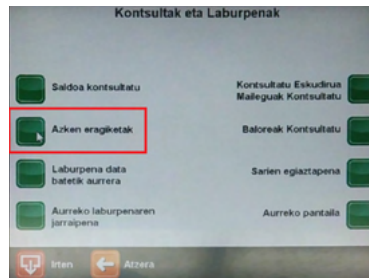 Kontsultak eta Laburpenak
Saldoa kontsultatu
Kontsultatu Eskudirua
Maileguak Kontsultatu
Azken eragiketak
Baloreak Kontsultatu
Laburpena data
batetik aurrera
Sarien egiaztapena
Aurreko laburpenaren
jarraipena
Aurreko pantaila
Irten
Atzera